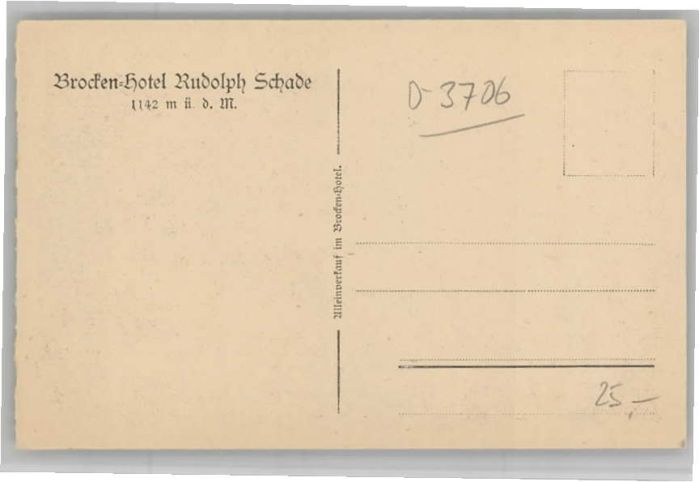 Brocken-Hotel Rudolph Schade
1142 m ü. d. M.
Alleinverkauf im Brocken-Hotel.
D-3706
25,—